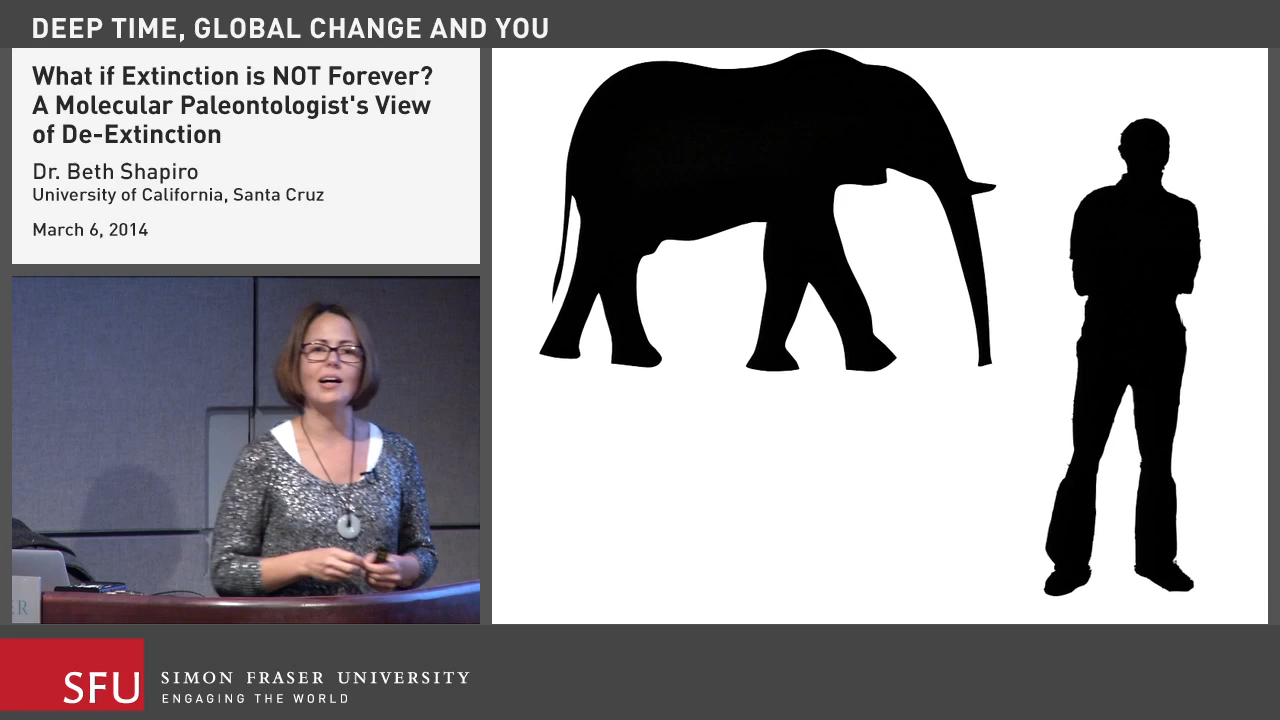 DEEP TIME, GLOBAL CHANGE AND YOU
What if Extinction is NOT Forever?
A Molecular Paleontologist's View
of De-Extinction
Dr. Beth Shapiro
University of California, Santa Cruz
March 6, 2014
ER
SFU
SIMON FRASER UNIVERSITY
ENGAGING THE WORLD